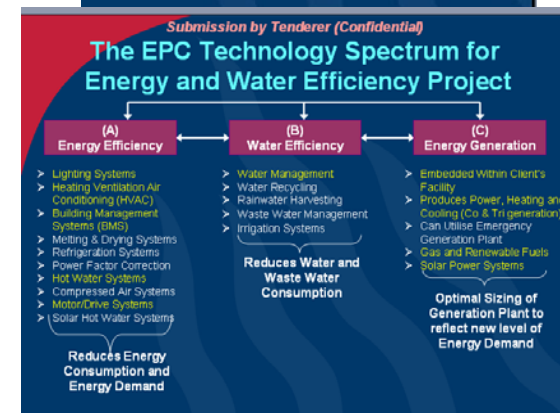 Submission by Tenderer (Confidential)
The EPC Technology Spectrum for
Energy and Water Efficiency Project
(A)
Energy Efficiency
Lighting Systems
Heating Ventilation Air
Conditioning (HVAC)
Building Management
Systems (BMS)
Melting & Drying Systems
Refrigeration Systems
Power Factor Correction
Hot Water Systems
Compressed Air Systems
Motor/Drive Systems
Solar Hot Water Systems
Reduces Energy
Consumption and
Energy Demand
(B)
Water Efficiency
Water Management
Water Recycling
Rainwater Harvesting
Waste Water Management
Irrigation Systems
Reduces Water and
Waste Water
Consumption
(C)
Energy Generation
Embedded Within Client's
Facility
Produces Power, Heating and
Cooling (Co & Tri generation)
Can Utilise Emergency
Generation Plant
Gas and Renewable Fuels
Solar Power Systems
Optimal Sizing of
Generation Plant to
reflect new level of
Energy Demand